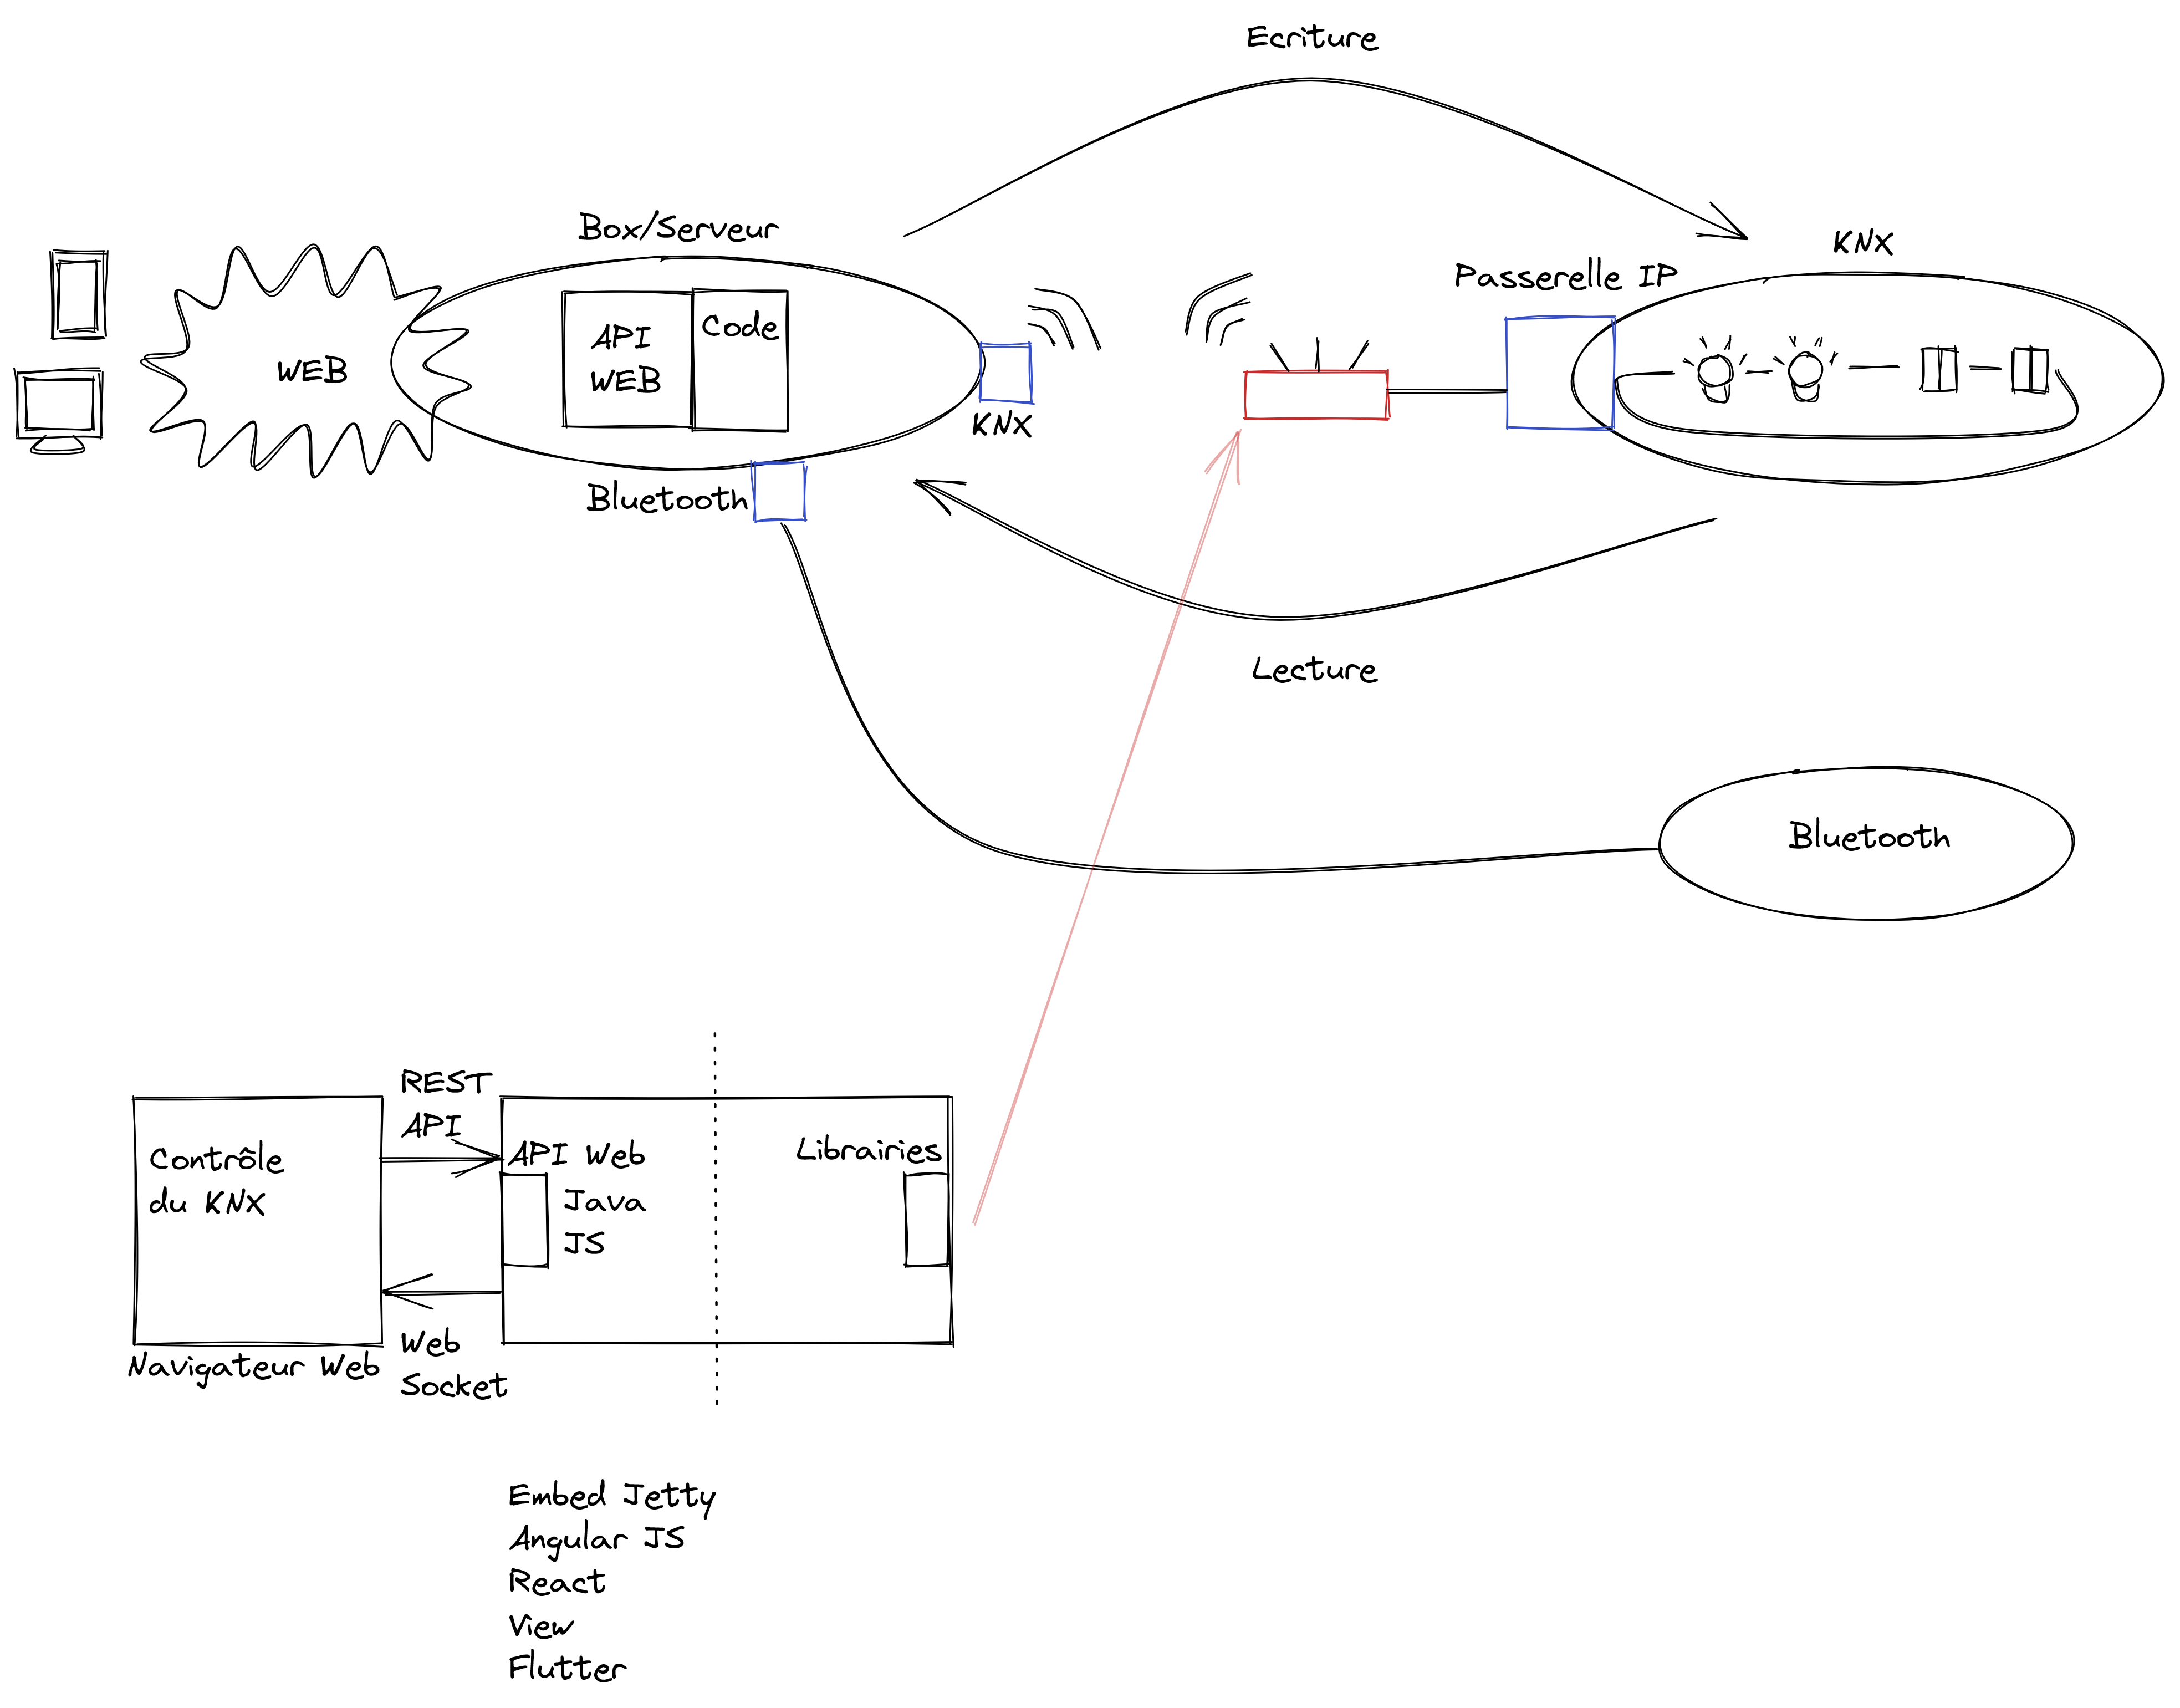 Ecriture
Box/Serveur
KNX
Passerelle IP
API
WEB
Code
WEB
KNX
Bluetooth
Lecture
Bluetooth
REST
API
Contrôle
du KNX
API Web
Java
JS
Librairies
Web
Socket
Navigateur Web
Embed Jetty
Angular JS
React
View
Flutter